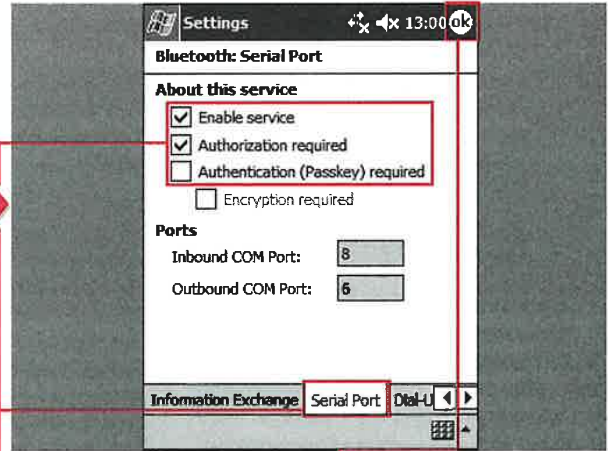 Settings 13:00 ok
Bluetooth: Serial Port
About this service
Enable service
Authorization required
Authentication (Passkey) required
Encryption required
Ports
Inbound COM Port: 8
Outbound COM Port: 6
Information Exchange Serial Port Dial-U